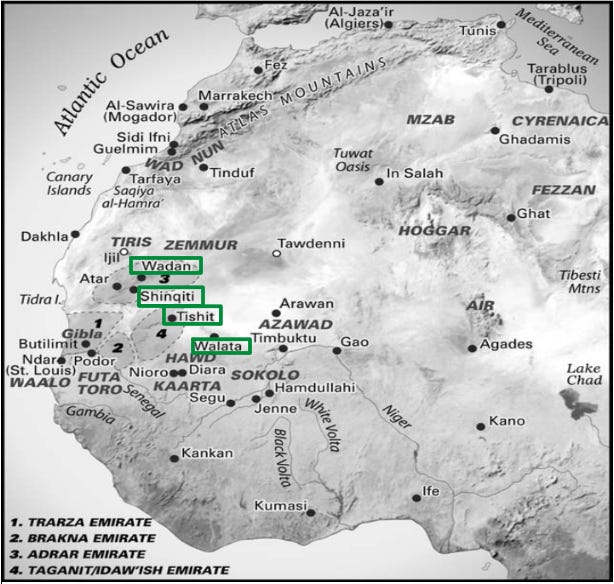 Al-Jaza'ir
(Algiers)
Tunis
Mediterranean
Sea
Atlantic Ocean
Fez
Tarablus
(Tripoli)
Al-Sawira
(Mogador)
Marrakech
ATLAS MOUNTAINS
MZAB
CYRENAICA
Ghadamis
Sidi Ifni
Guelmim
WAD NUN
Tuwat
Oasis
Canary
Islands
Tarfaya
Saqiya
al-Hamra'
Tinduf
In Salah
FEZZAN
Ghat
HOGGAR
Dakhla
TIRIS
ZEMMUR
Ijil
Tawdenni
Wadan
Atar
3
Tibesti
Mtns
Tidra I.
Shinqiti
Tishit
Arawan
AIR
AZAWAD
1
Gibla
4
Butilimit
2
Walata
Timbuktu
Gao
Agades
Ndar
(St. Louis)
Podor
HAWD
WAALO
FUTA
TORO
Nioro
Diara
KAARTA
SOKOLO
Lake
Chad
Senegal
Hamdullahi
Segu
Jenne
Gambia
White Volta
Niger
Kano
Black Volta
Kankan
Ife
Kumasi
1. TRARZA EMIRATE
2. BRAKNA EMIRATE
3. ADRAR EMIRATE
4. TAGANIT/IDAW'ISH EMIRATE